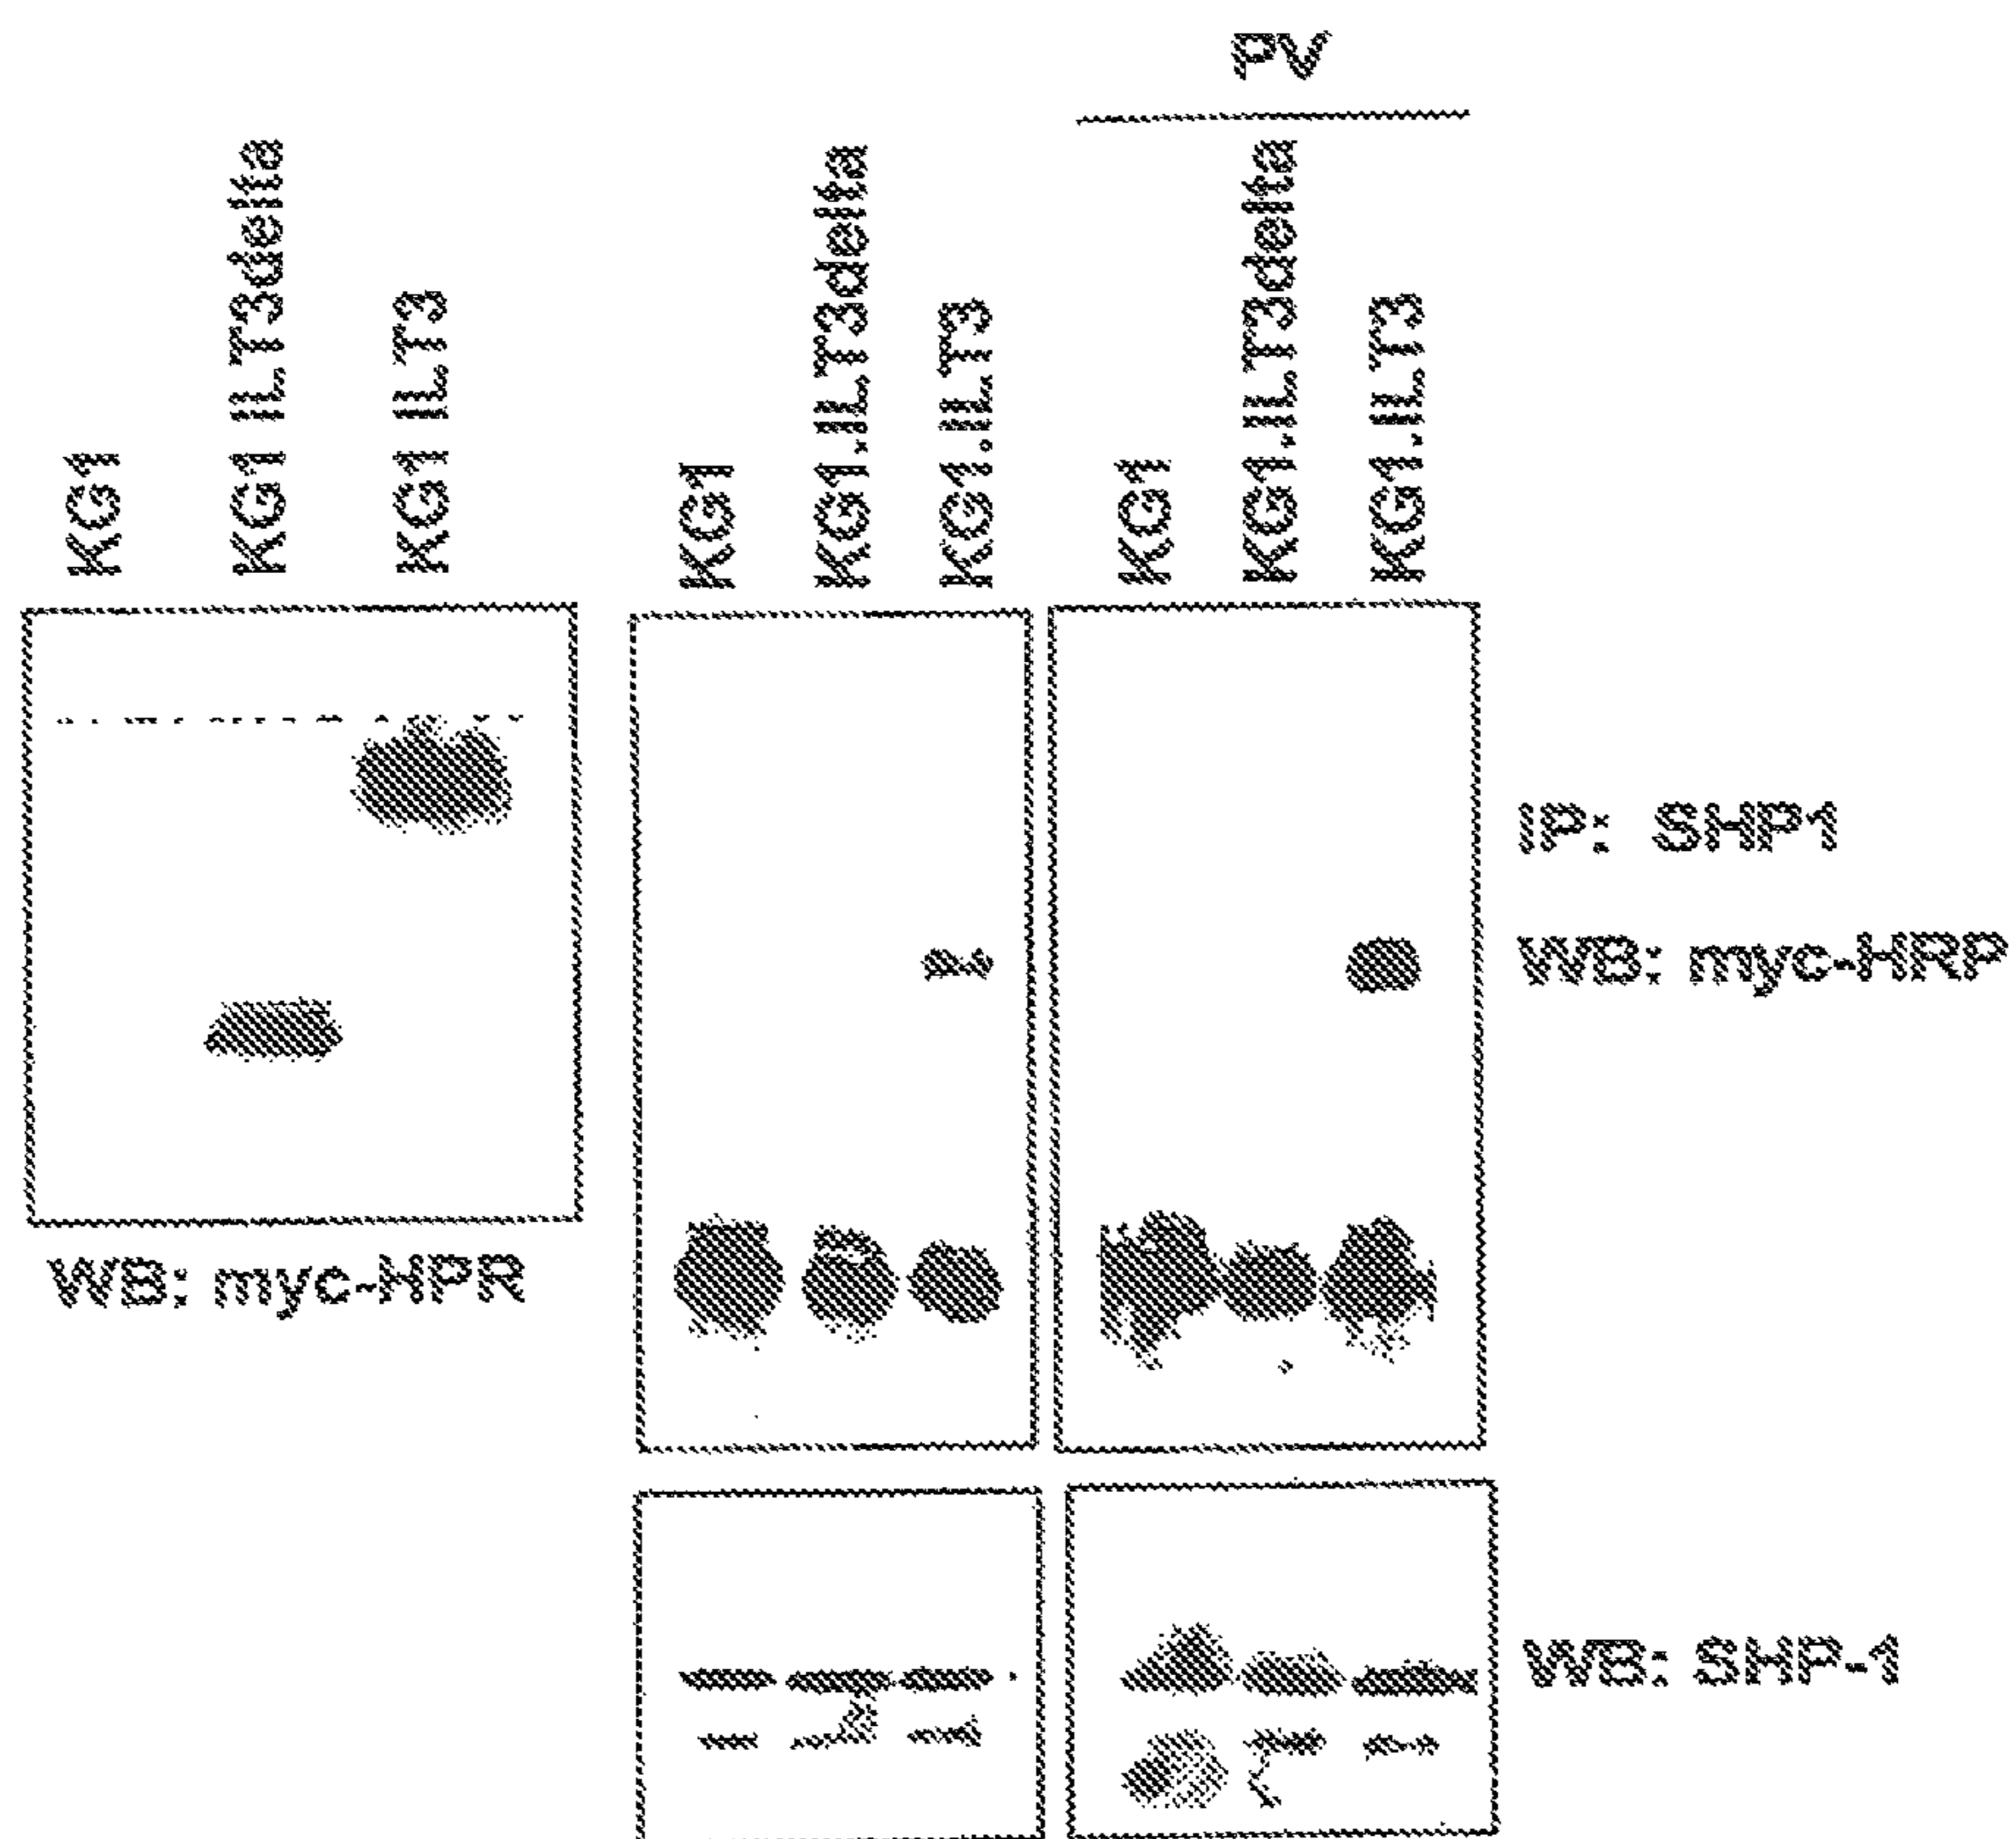 PV
KG1
KG1 ILT3delta
KG1 ILT3
KG1
KG1.ILT3delta
KG1.ILT3
KG1
KG1.ILT3delta
KG1.ILT3
IP: SHP1
WB: myc-HRP
WB: myc-HPR
WB: SHP-1